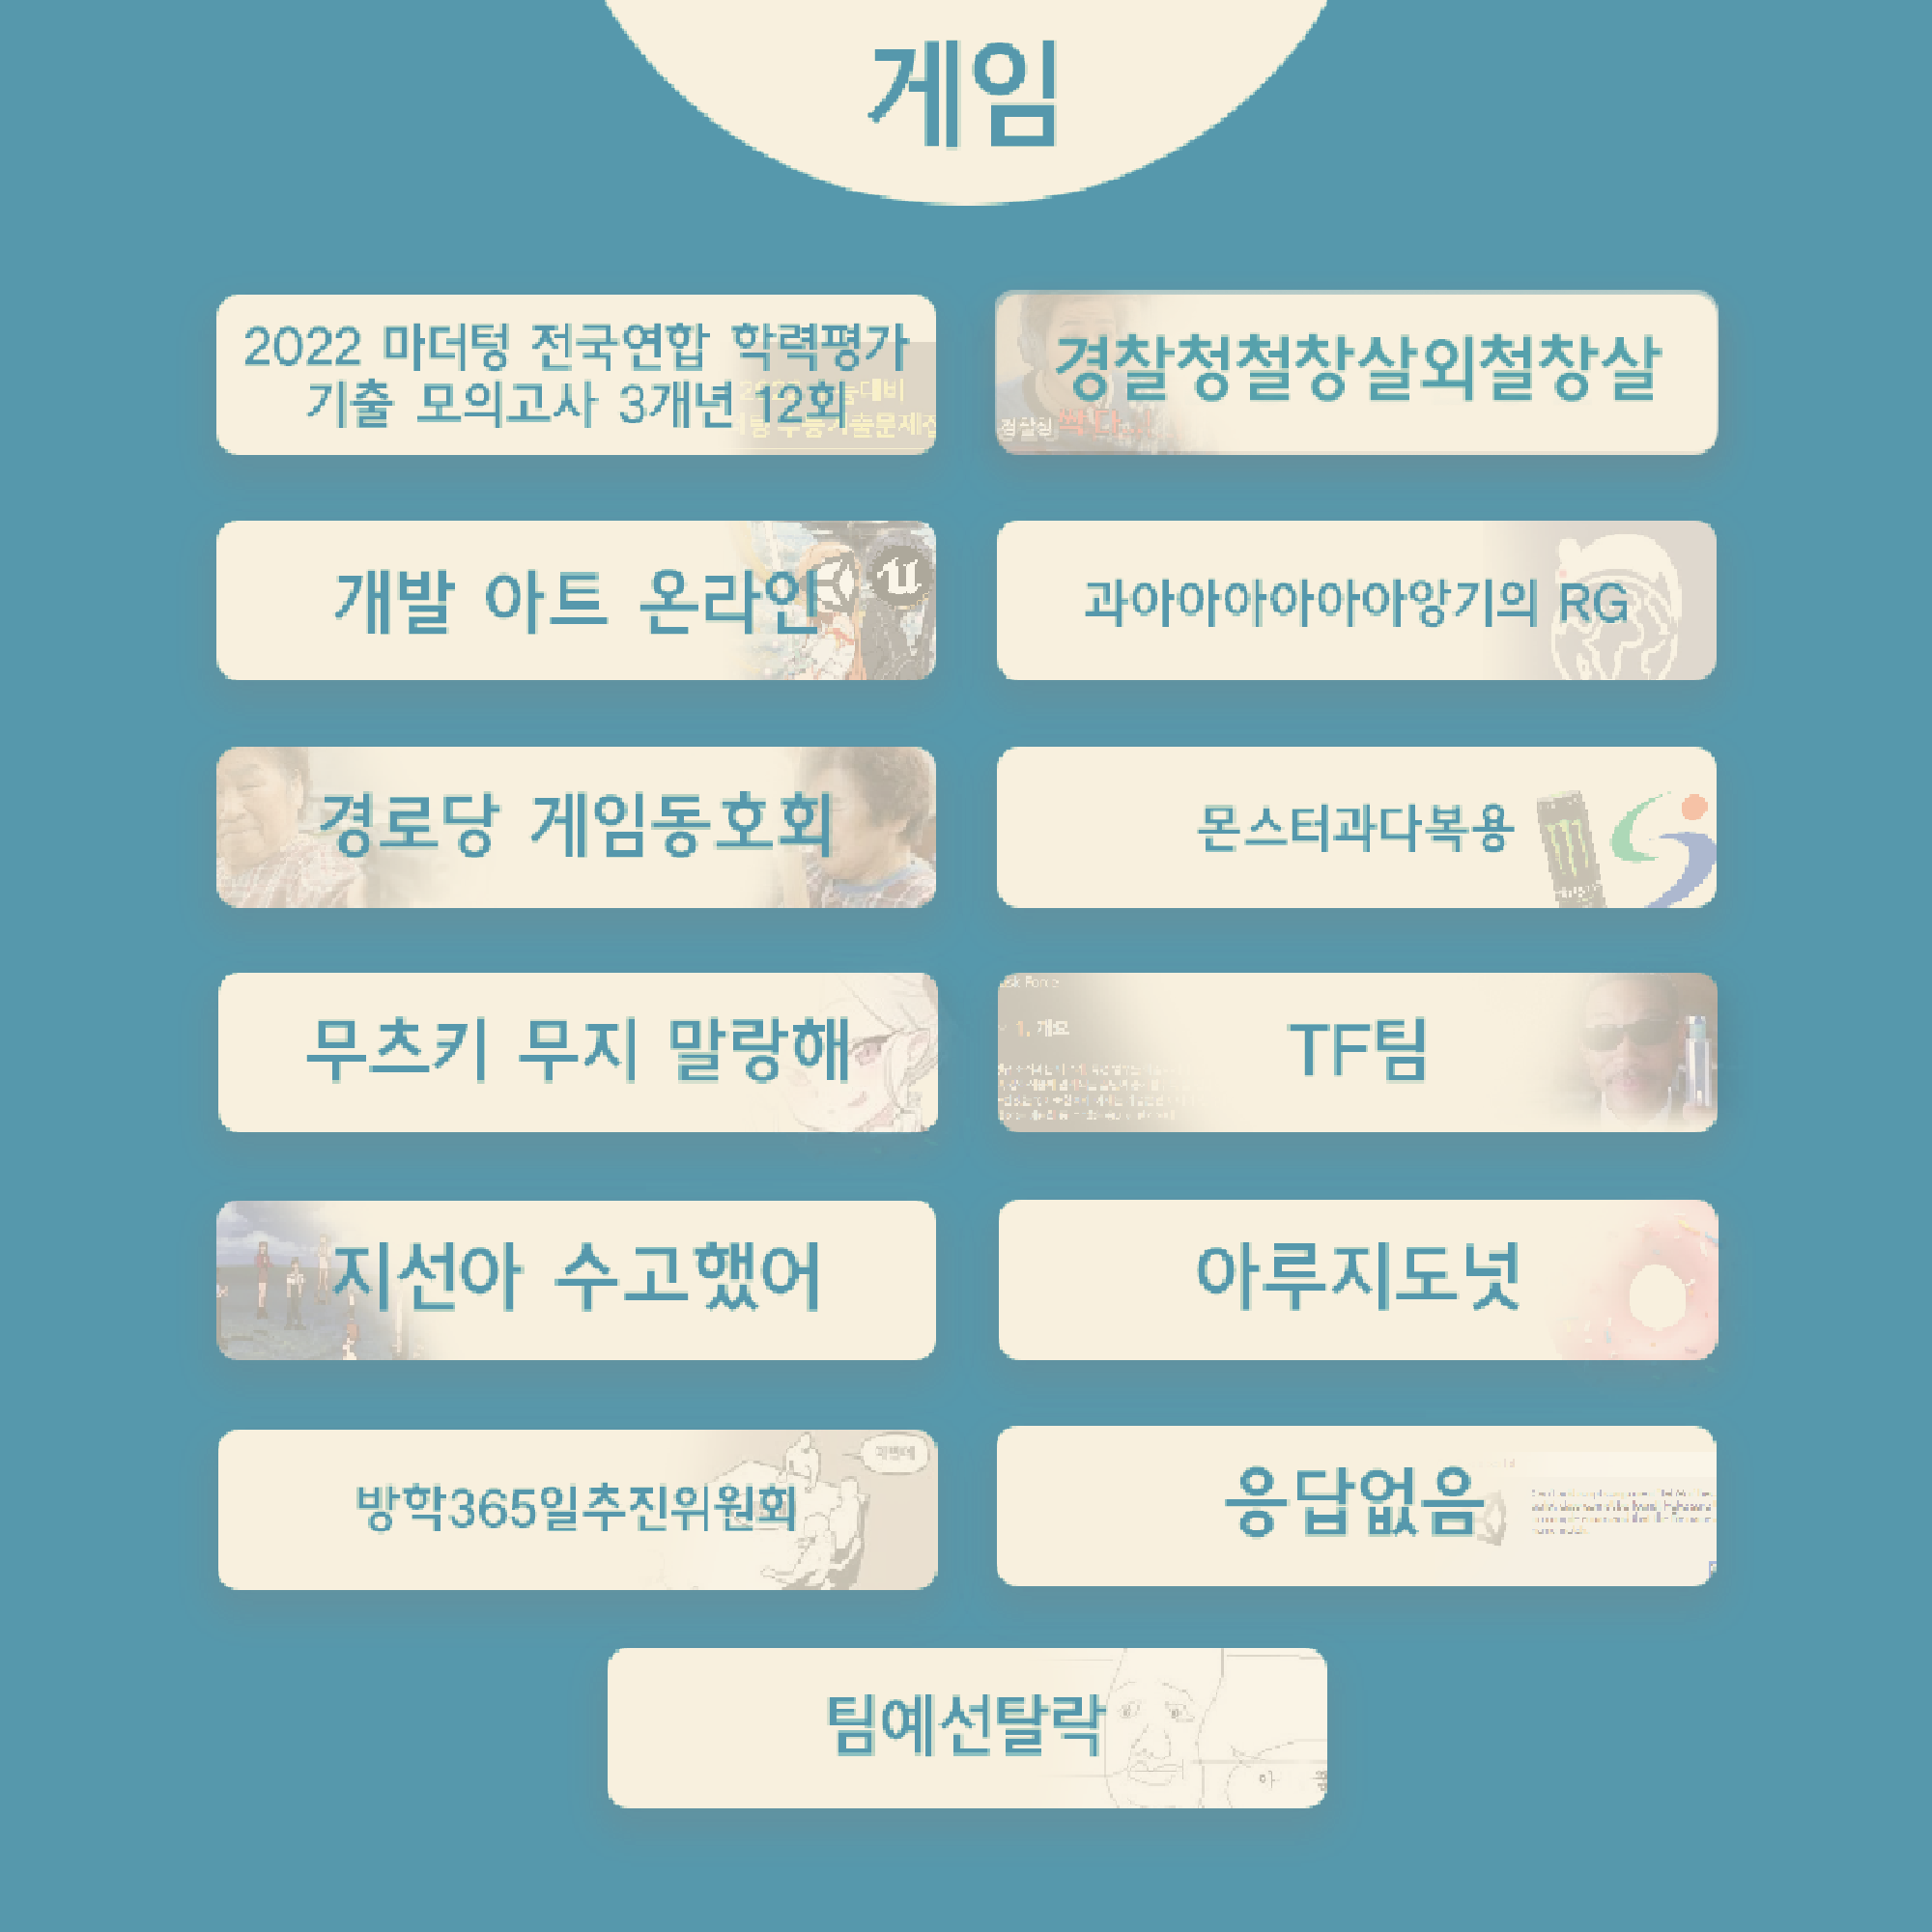 게임
2022 마더텅 전국연합 학력평가
기출 모의고사 3개년 12회
경찰청철창살외철창살
개발 아트 온라인
과아아아아아아앙기의 RG
경로당 게임동호회
몬스터과다복용
무츠키 무지 말랑해
1. 개요
TF팀
지선아 수고했어
아루지도넛
방학365일추진위원회
응답없음
팀예선탈락